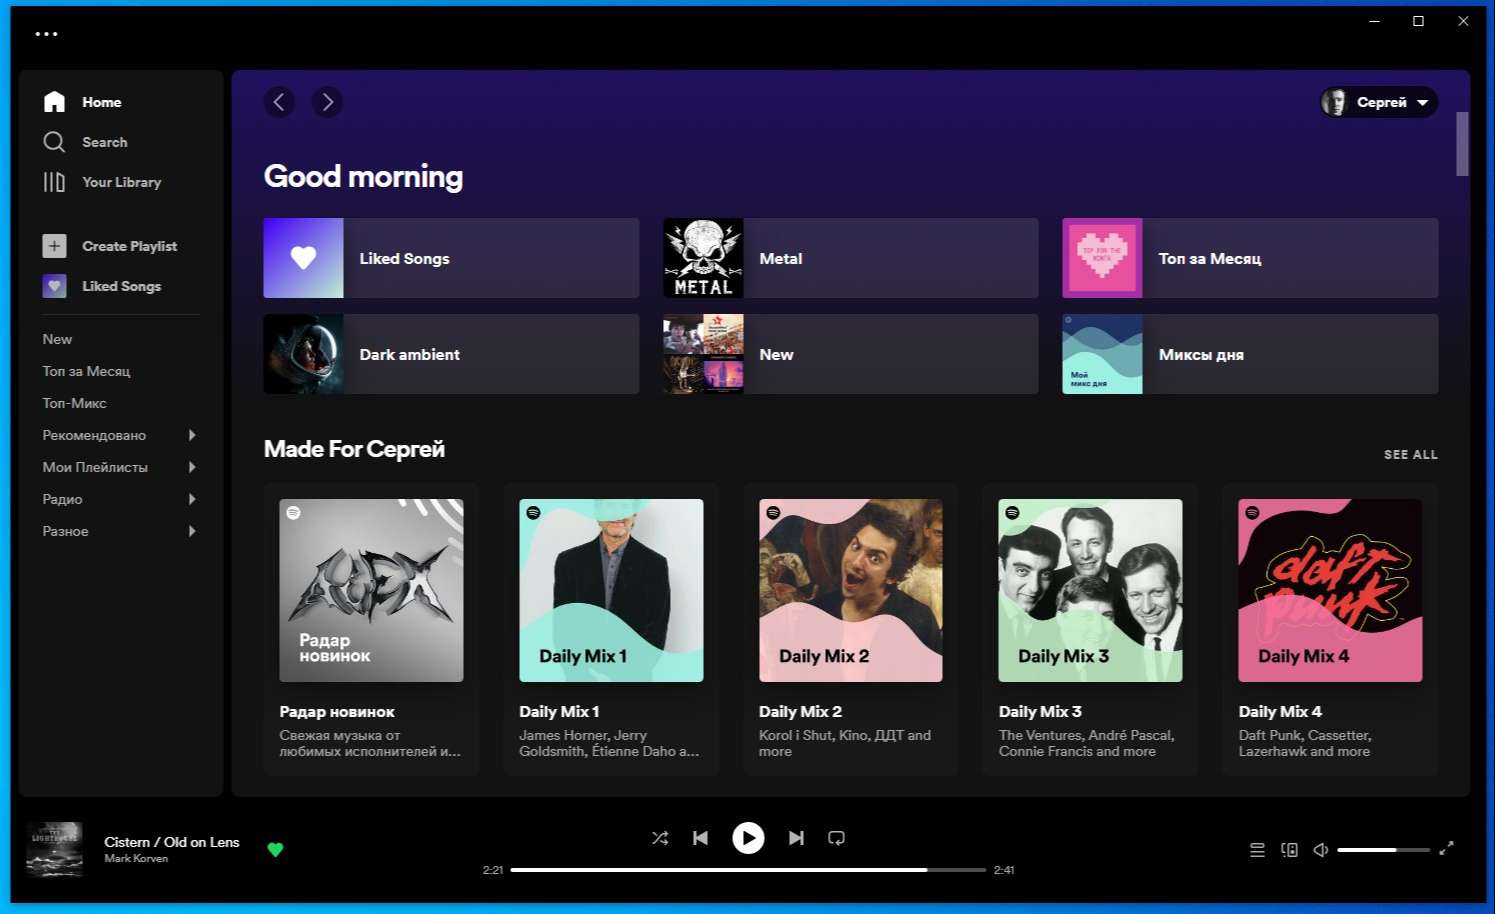 Home
Search
Your Library
Create Playlist
Liked Songs
New
Топ за Месяц
Топ-Микс
Рекомендовано
Мои Плейлисты
Радио
Разное
Сергей
Good morning
Liked Songs
METAL
Metal
TOP FOR THE
MONTH
Топ за Месяц
Dark ambient
New
Мой
микс дня
Миксы дня
Made For Сергей
SEE ALL
Радар
новинок
Радар новинок
Свежая музыка от
любимых исполнителей и...
Daily Mix 1
Daily Mix 1
James Horner, Jerry
Goldsmith, Étienne Daho a...
Daily Mix 2
Daily Mix 2
Korol i Shut, Kino, ДДТ and
more
Daily Mix 3
Daily Mix 3
The Ventures, André Pascal,
Connie Francis and more
daft
punk
Daily Mix 4
Daily Mix 4
Daft Punk, Cassetter,
Lazerhawk and more
THE
LIGHTHOUSE
Cistern / Old on Lens
Mark Korven
2:21
2:41